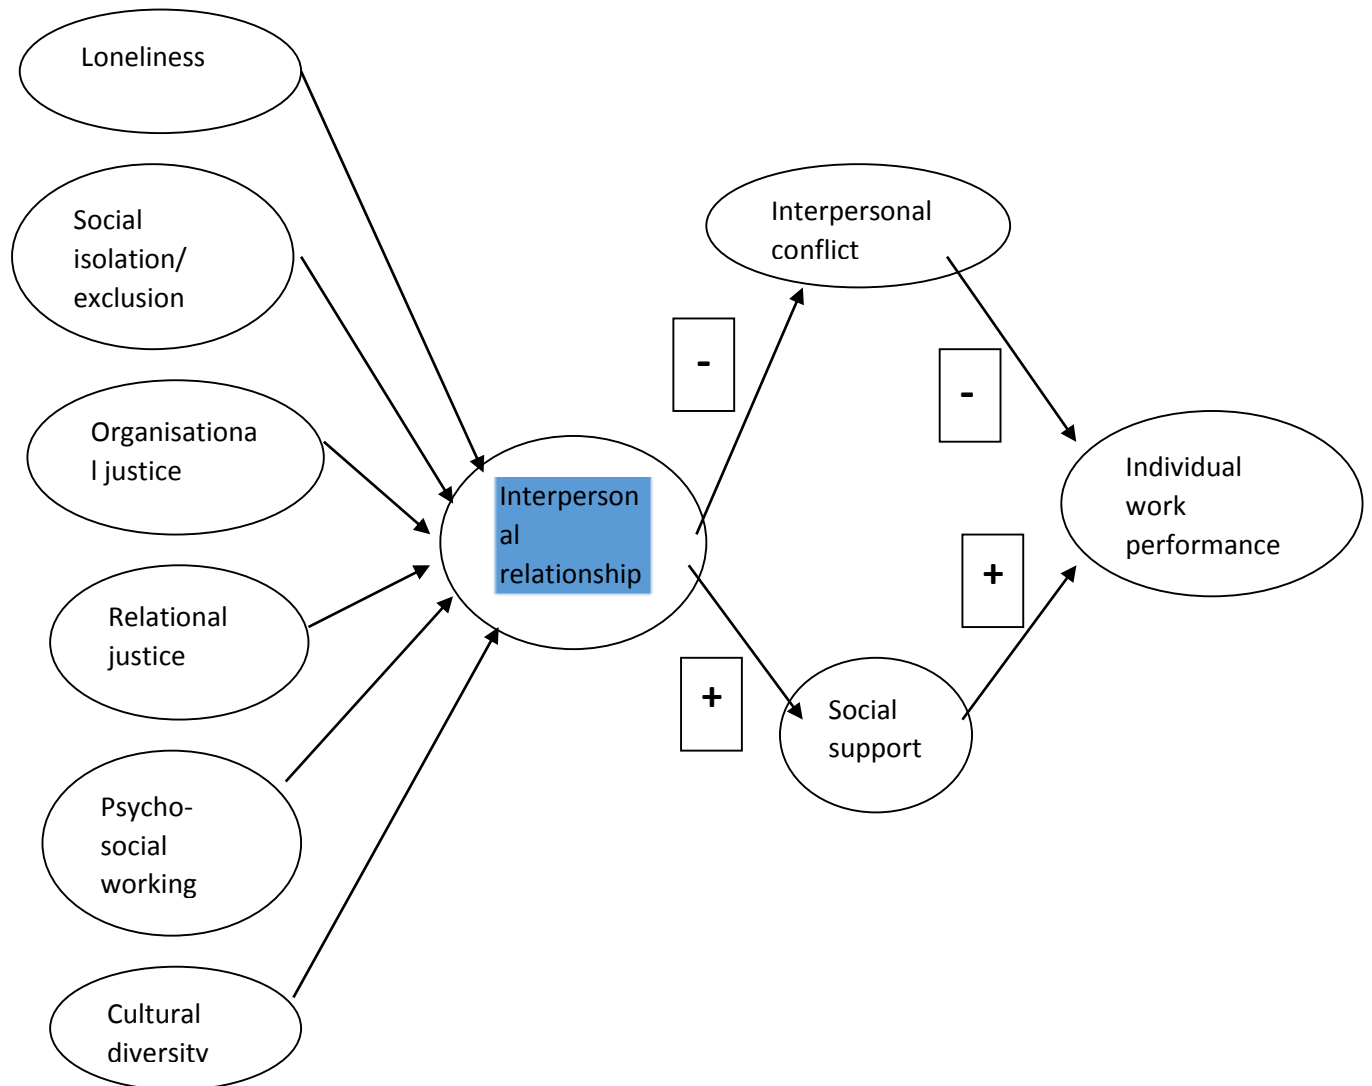 Loneliness
Social
isolation/
exclusion
Organisationa
l justice
Relational
justice
Psycho-
social
working
Cultural
diversity
Interperson
al
relationship
Interpersonal
conflict
-
-
+
+
Social
support
Individual
work
performance